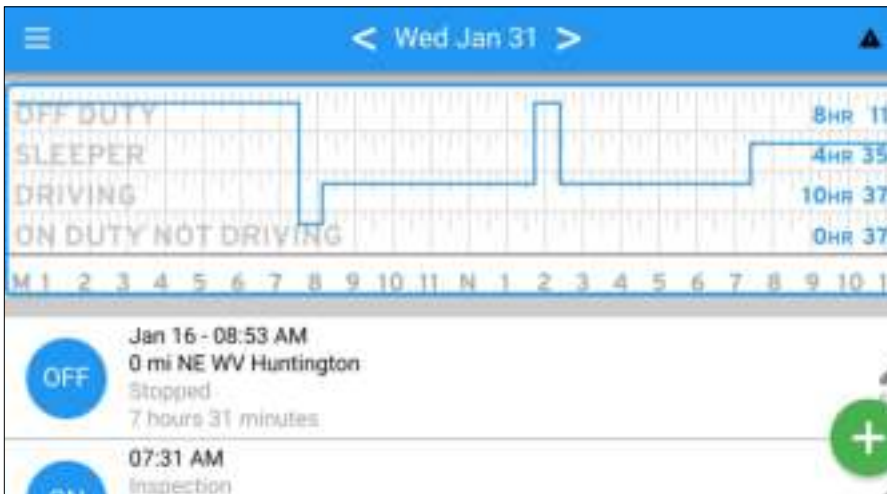 < Wed Jan 31 >
OFF DUTY 8HR 11
SLEEPER 4HR 35
DRIVING 10HR 37
ON DUTY NOT DRIVING 0HR 37
M 1 2 3 4 5 6 7 8 9 10 11 N 1 2 3 4 5 6 7 8 9 10 1
Jan 16 - 08:53 AM
OFF
0 mi NE WV Huntington
Stopped
7 hours 31 minutes
07:31 AM
ON
Inspection